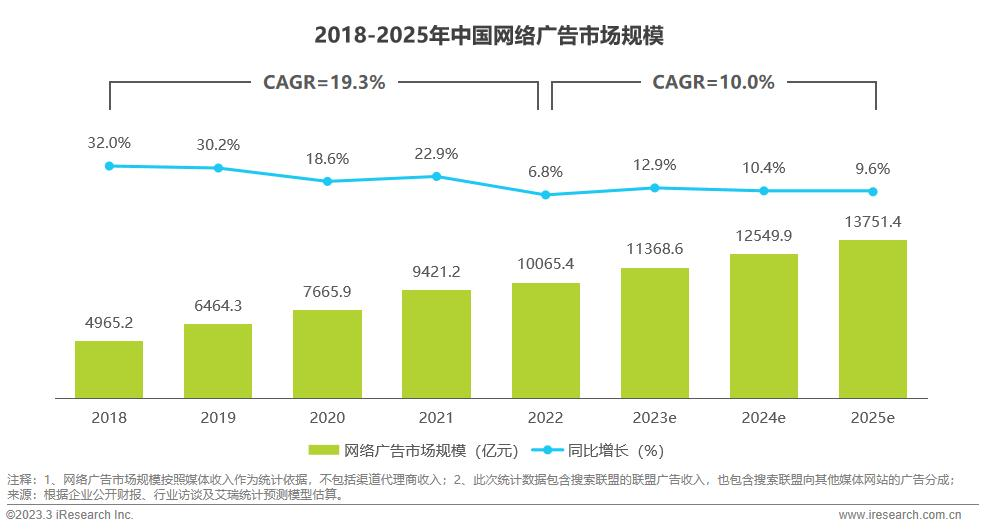 2018-2025年中国网络广告市场规模
CAGR=19.3% CAGR=10.0%
32.0% 30.2% 18.6% 22.9% 6.8% 12.9% 10.4% 9.6%
4965.2 6464.3 7665.9 9421.2 10065.4 11368.6 12549.9 13751.4
2018 2019 2020 2021 2022 2023e 2024e 2025e
网络广告市场规模（亿元） 同比增长（%）
注释：1、网络广告市场规模按照媒体收入作为统计依据，不包括渠道代理商收入；2、此次统计数据包含搜索联盟的联盟广告收入，也包含搜索联盟向其他媒体网站的广告分成；
来源：根据企业公开财报、行业访谈及艾瑞统计预测模型估算。
©2023.3 iResearch Inc. www.iresearch.com.cn